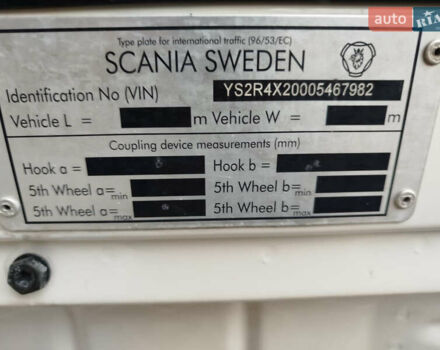 auto RIA
Type plate for international traffic (96/53/EC)
SCANIA SWEDEN
Identification No (VIN) YS2R4X20005467982
Vehicle L = m Vehicle W = m
Coupling device measurements (mm)
Hook a = Hook b =
5th Wheel a= min 5th Wheel b= min
5th Wheel a= max 5th Wheel b= max